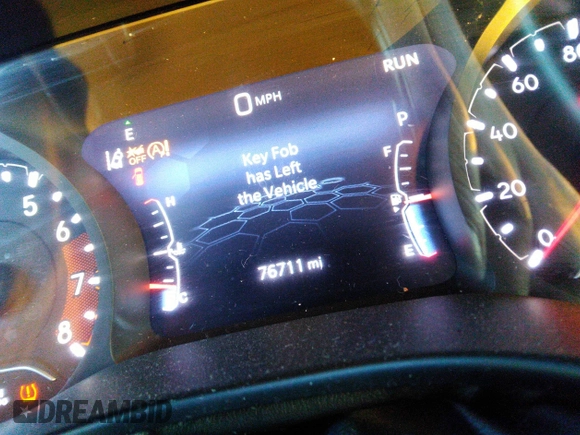 RUN
0 MPH
E
P
OFF
A
Key Fob
has Left
the Vehicle
H
C
F
E
76711 mi
5
6
7
8
0
20
40
60
80
DREAMBID